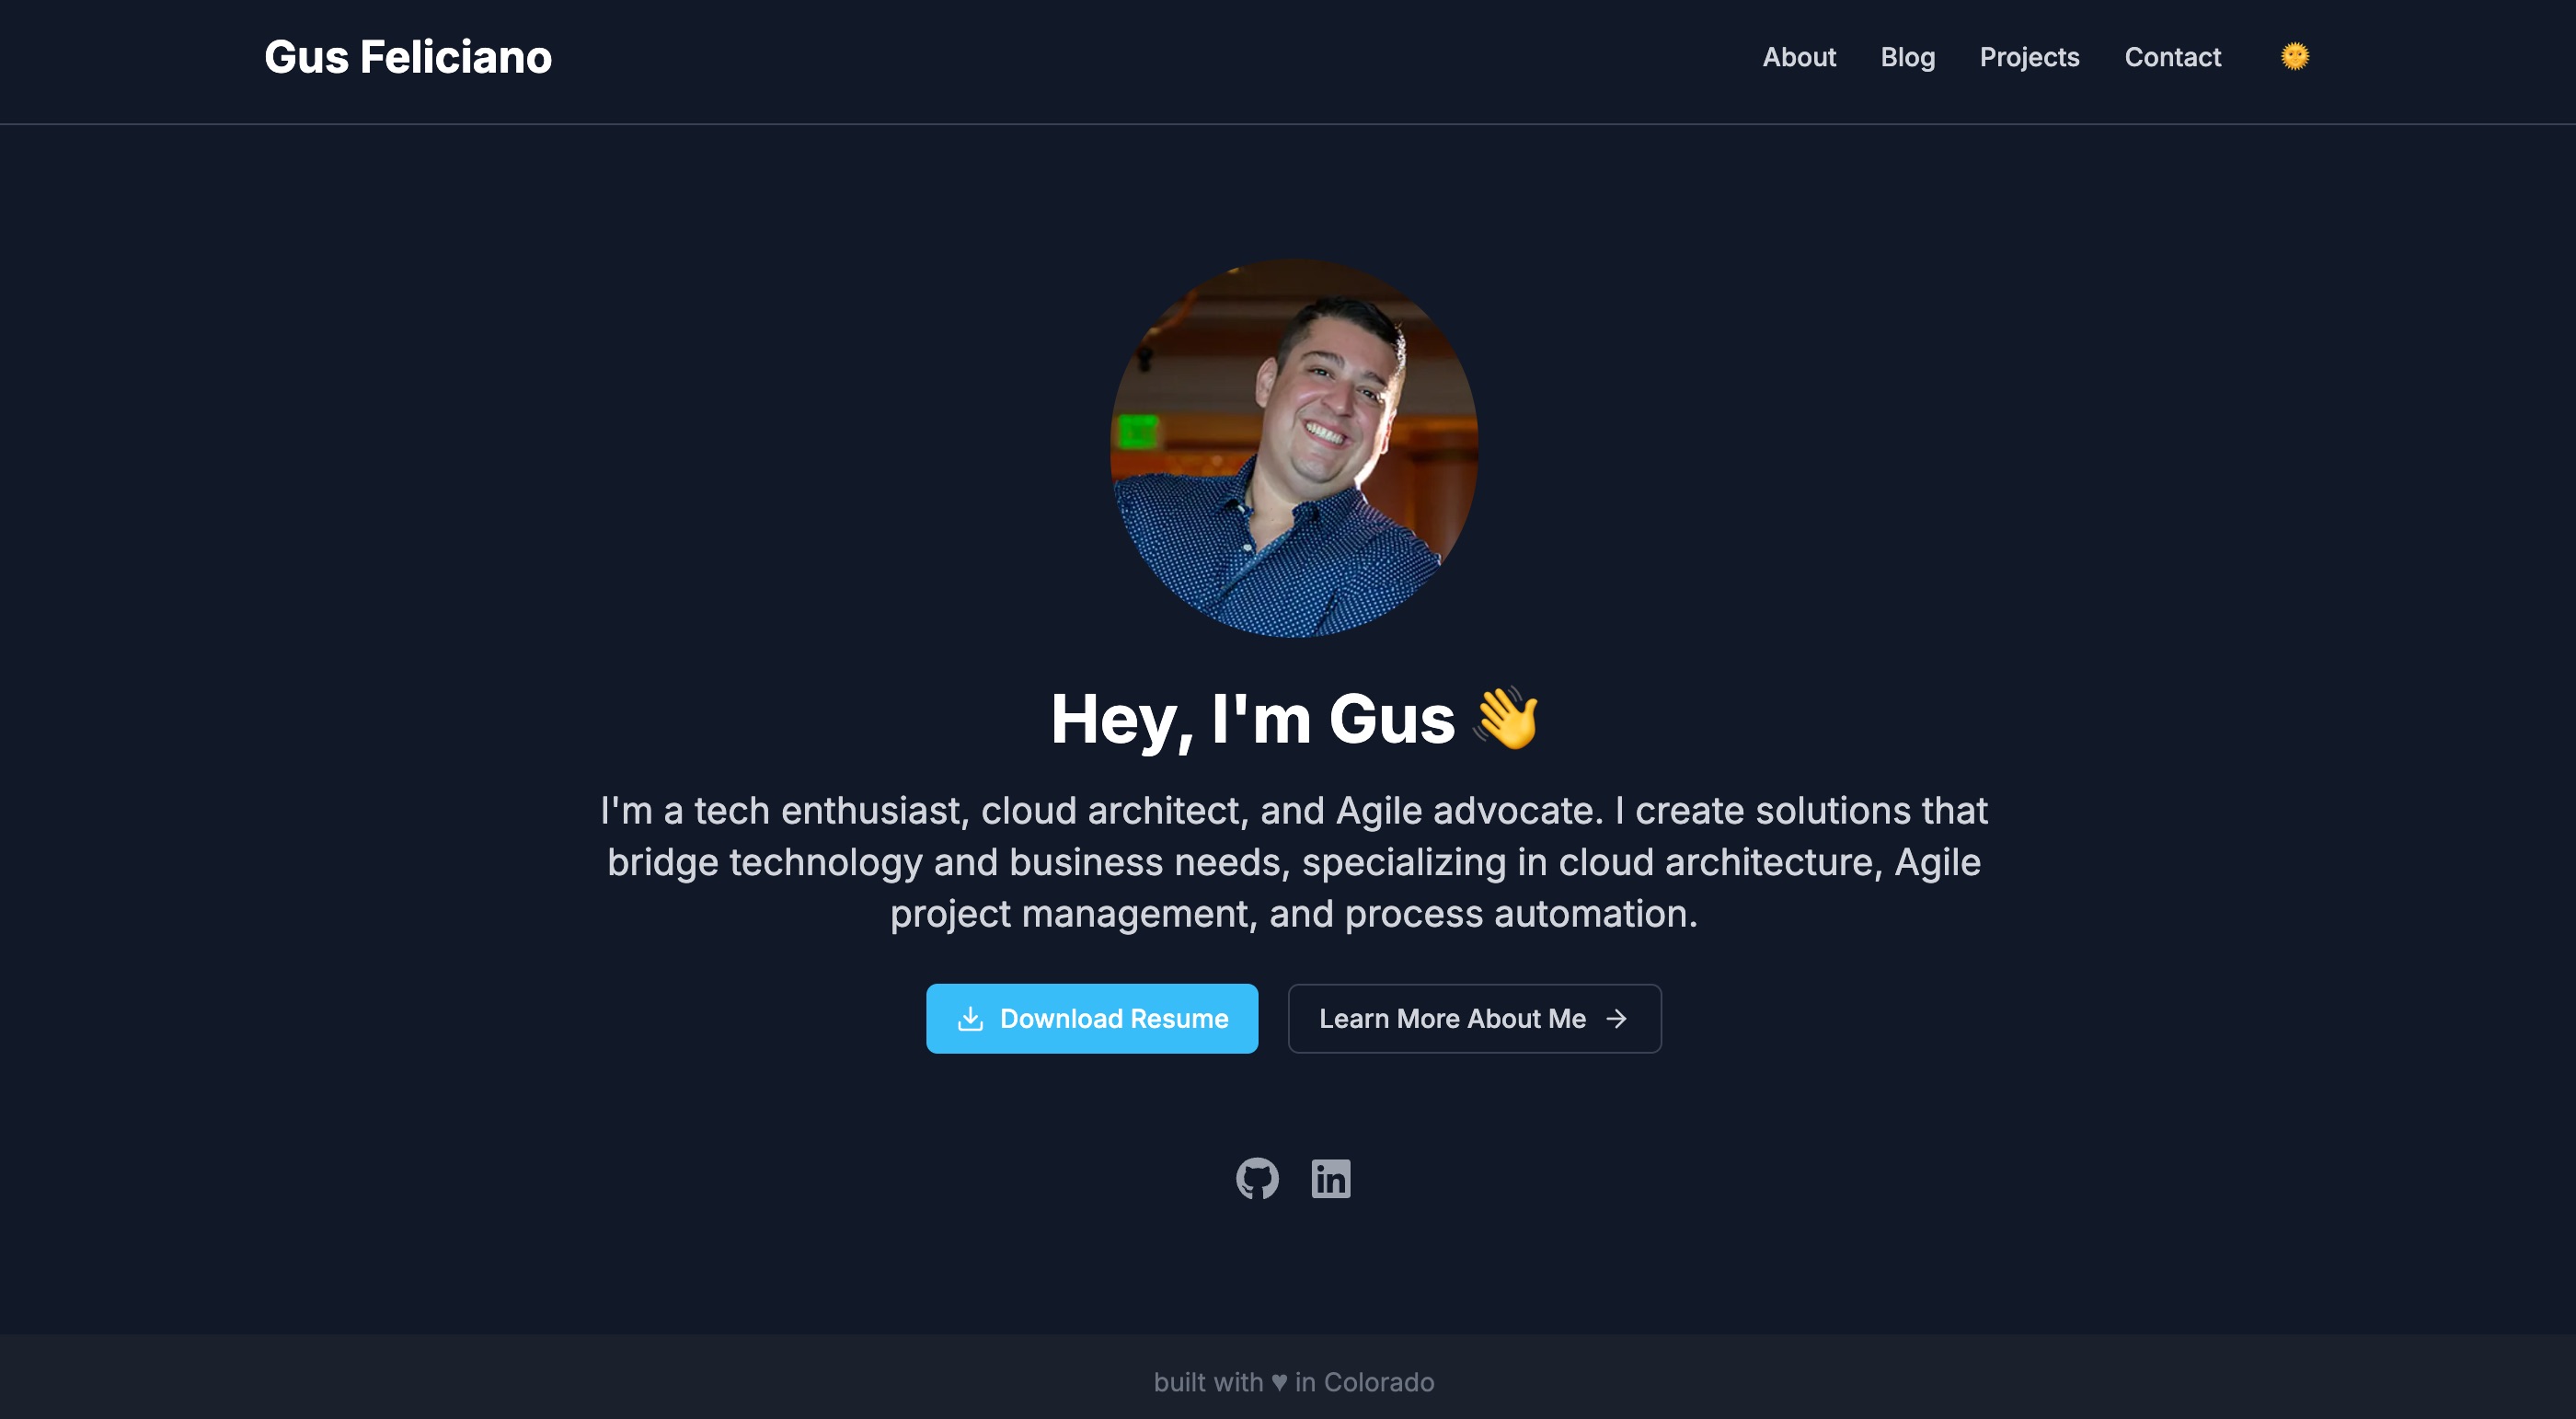 Gus Feliciano
About Blog Projects Contact 🌞
Hey, I'm Gus 👋
I'm a tech enthusiast, cloud architect, and Agile advocate. I create solutions that
bridge technology and business needs, specializing in cloud architecture, Agile
project management, and process automation.
Download Resume
Learn More About Me →
in
built with ♥ in Colorado